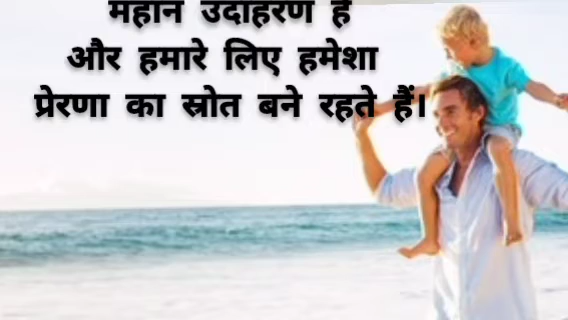 महान उदाहरण हैं
और हमारे लिए हमेशा
प्रेरणा का स्रोत बने रहते हैं।